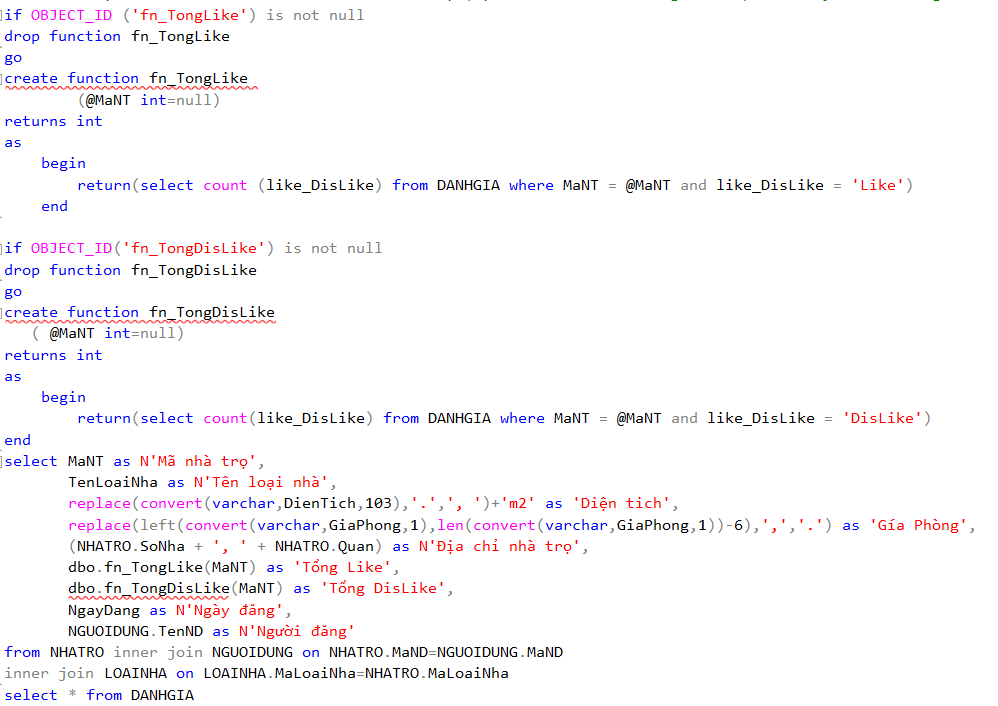 if OBJECT_ID ('fn_TongLike') is not null
drop function fn_TongLike
go
create function fn_TongLike
(@MaNT int=null)
returns int
as
begin
return(select count (like_DisLike) from DANHGIA where MaNT = @MaNT and like_DisLike = 'Like')
end
if OBJECT_ID('fn_TongDisLike') is not null
drop function fn_TongDisLike
go
create function fn_TongDisLike
( @MaNT int=null)
returns int
as
begin
return(select count(like_DisLike) from DANHGIA where MaNT = @MaNT and like_DisLike = 'DisLike')
end
select MaNT as N'Mã nhà trọ',
TenLoaiNha as N'Tên loại nhà',
replace(convert(varchar,DienTich,103),'.',', ')+'m2' as 'Diện tich',
replace(left(convert(varchar,GiaPhong,1),len(convert(varchar,GiaPhong,1))-6),',','.') as 'Gía Phòng',
(NHATRO.SoNha + ', ' + NHATRO.Quan) as N'Địa chỉ nhà trọ',
dbo.fn_TongLike(MaNT) as 'Tổng Like',
dbo.fn_TongDisLike(MaNT) as 'Tổng DisLike',
NgayDang as N'Ngày đăng',
NGUOIDUNG.TenND as N'Người đăng'
from NHATRO inner join NGUOIDUNG on NHATRO.MaND=NGUOIDUNG.MaND
inner join LOAINHA on LOAINHA.MaLoaiNha=NHATRO.MaLoaiNha
select * from DANHGIA